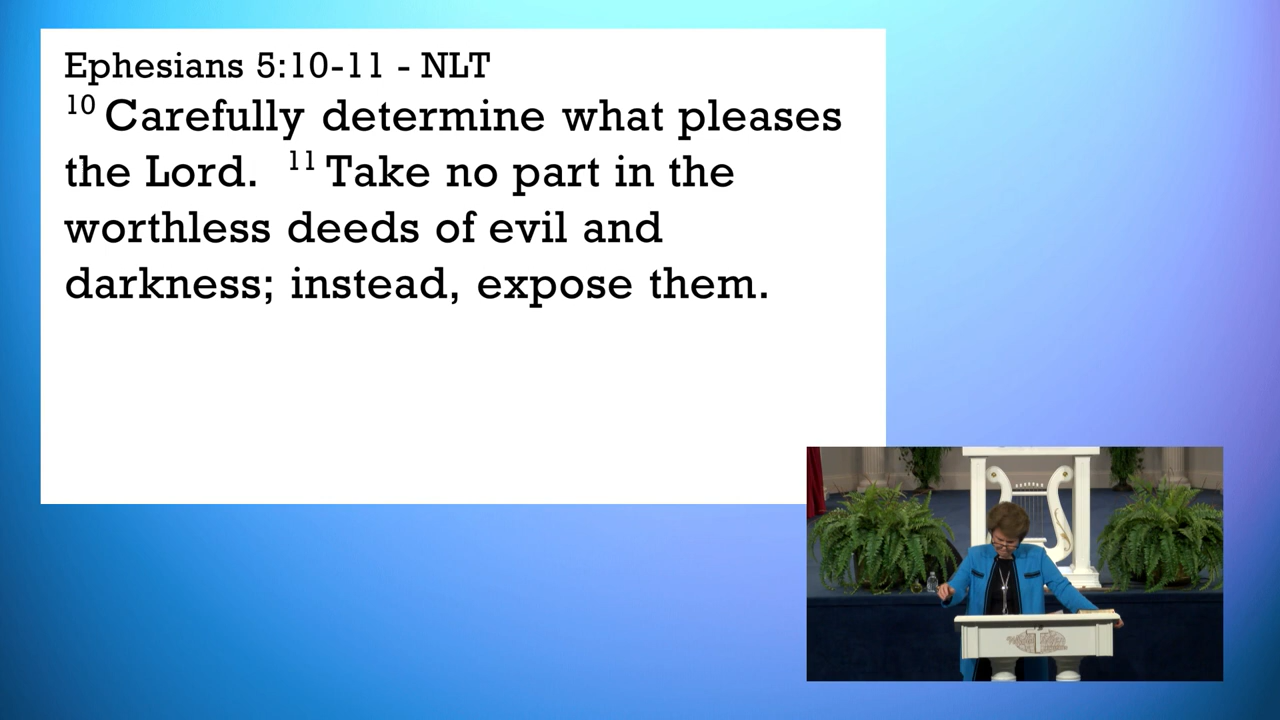 Ephesians 5:10-11 - NLT
10 Carefully determine what pleases
the Lord. 11 Take no part in the
worthless deeds of evil and
darkness; instead, expose them.